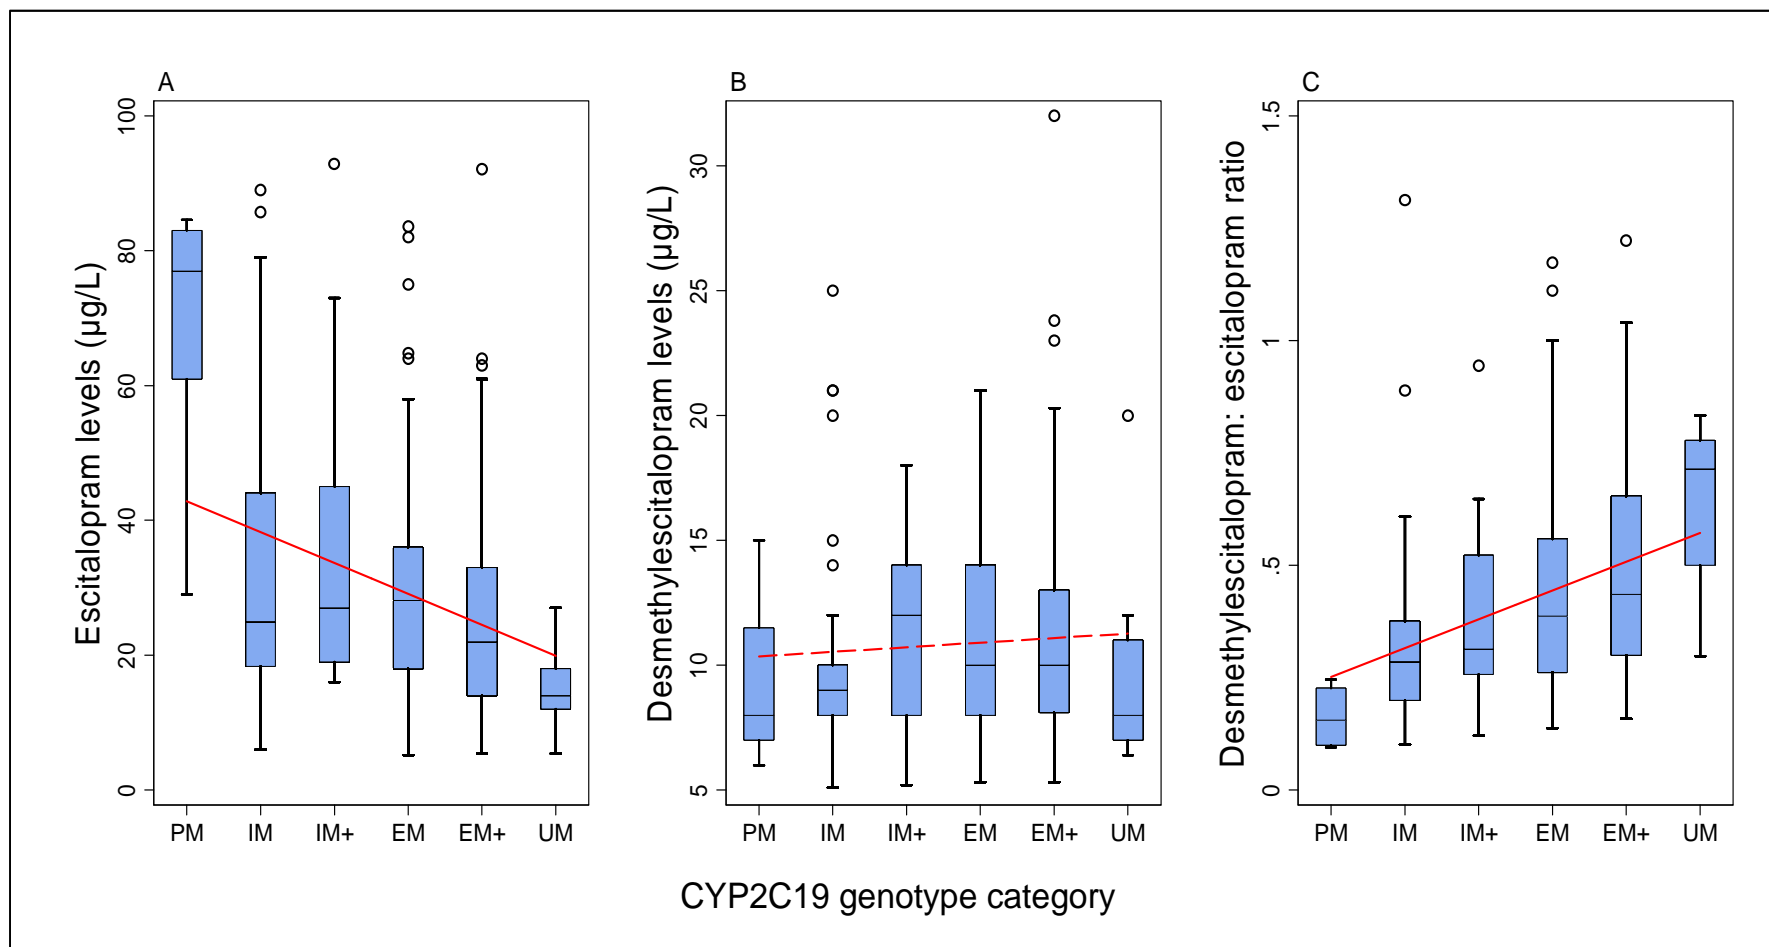 A
Escitalopram levels (µg/L)
100
80
60
40
20
0
PM IM IM+ EM EM+ UM
B
Desmethylescitalopram levels (µg/L)
30
25
20
15
10
5
PM IM IM+ EM EM+ UM
C
Desmethylescitalopram: escitalopram ratio
1.5
1
.5
0
PM IM IM+ EM EM+ UM
CYP2C19 genotype category